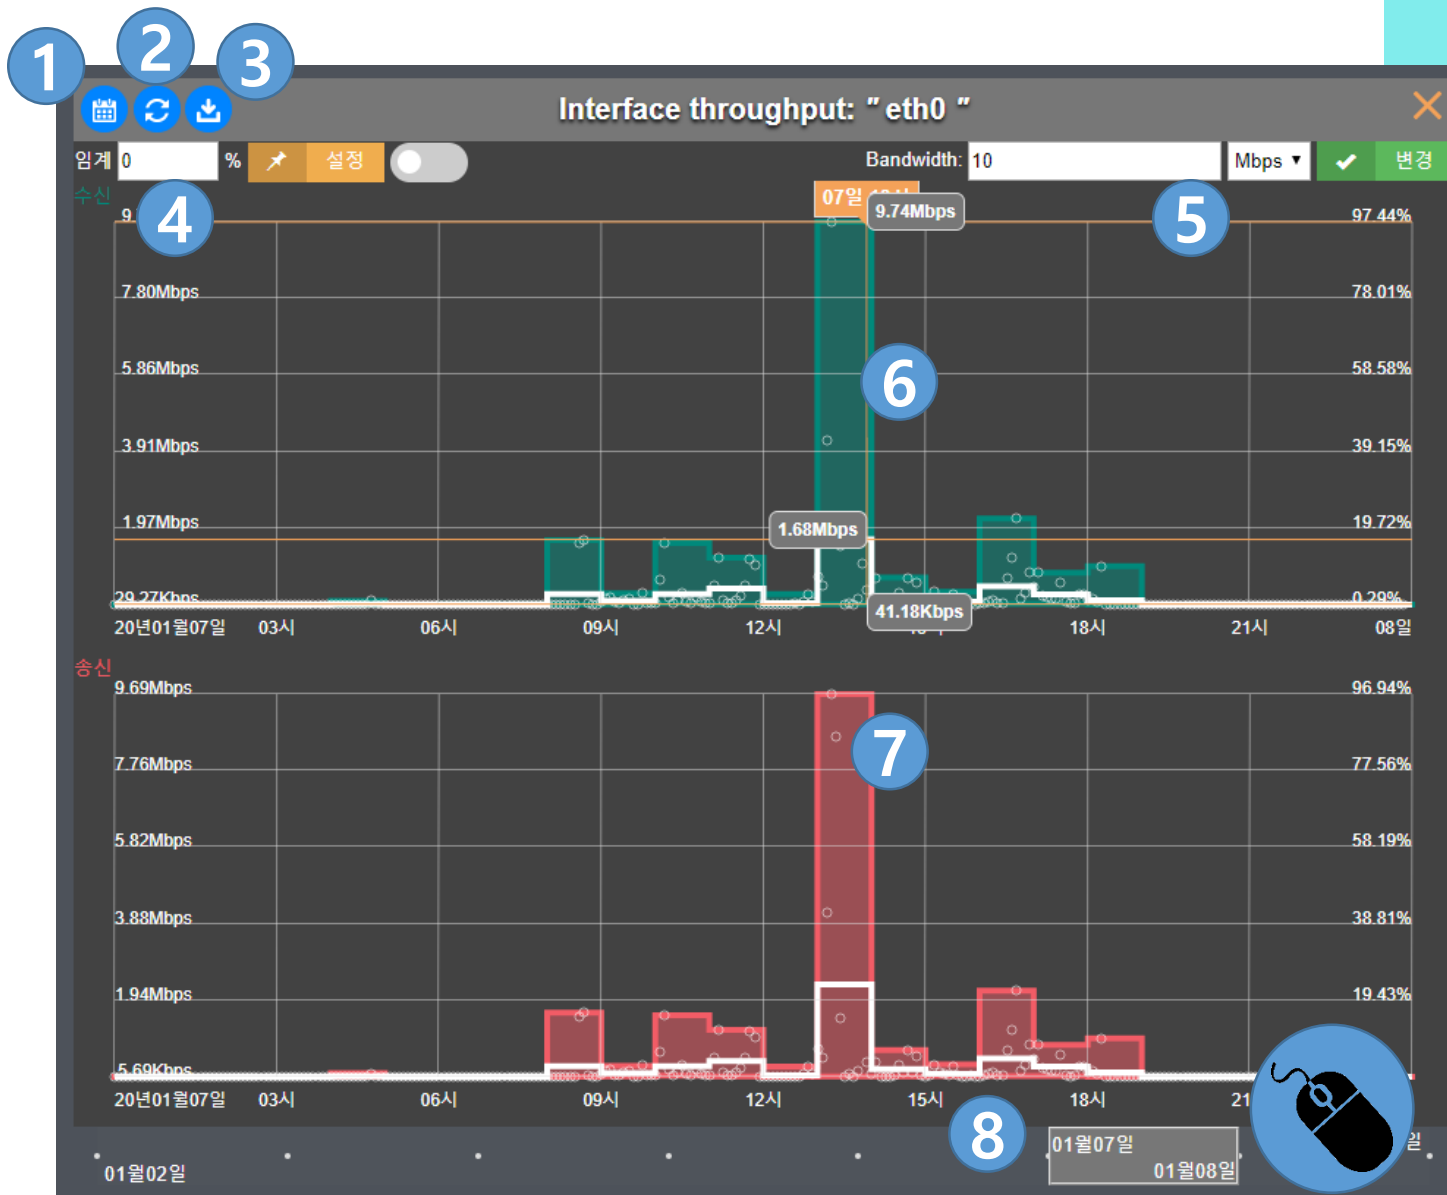 1
2
3
Interface throughput: " eth0 "
임계 0 % 설정
Bandwidth: 10 Mbps 변경
수신
07일
9.74Mbps
4
5
97.44%
7.80Mbps
78.01%
5.86Mbps
58.58%
6
3.91Mbps
39.15%
1.97Mbps
19.72%
1.68Mbps
29.27Kbps
0.29%
41.18Kbps
20년01월07일 03시 06시 09시 12시 18시 21시 08일
송신
9.69Mbps
96.94%
7
7.76Mbps
77.56%
5.82Mbps
58.19%
3.88Mbps
38.81%
1.94Mbps
19.43%
5.69Kbps
20년01월07일 03시 06시 09시 12시 15시 18시 21
8
01월07일
01월08일
01월02일
일